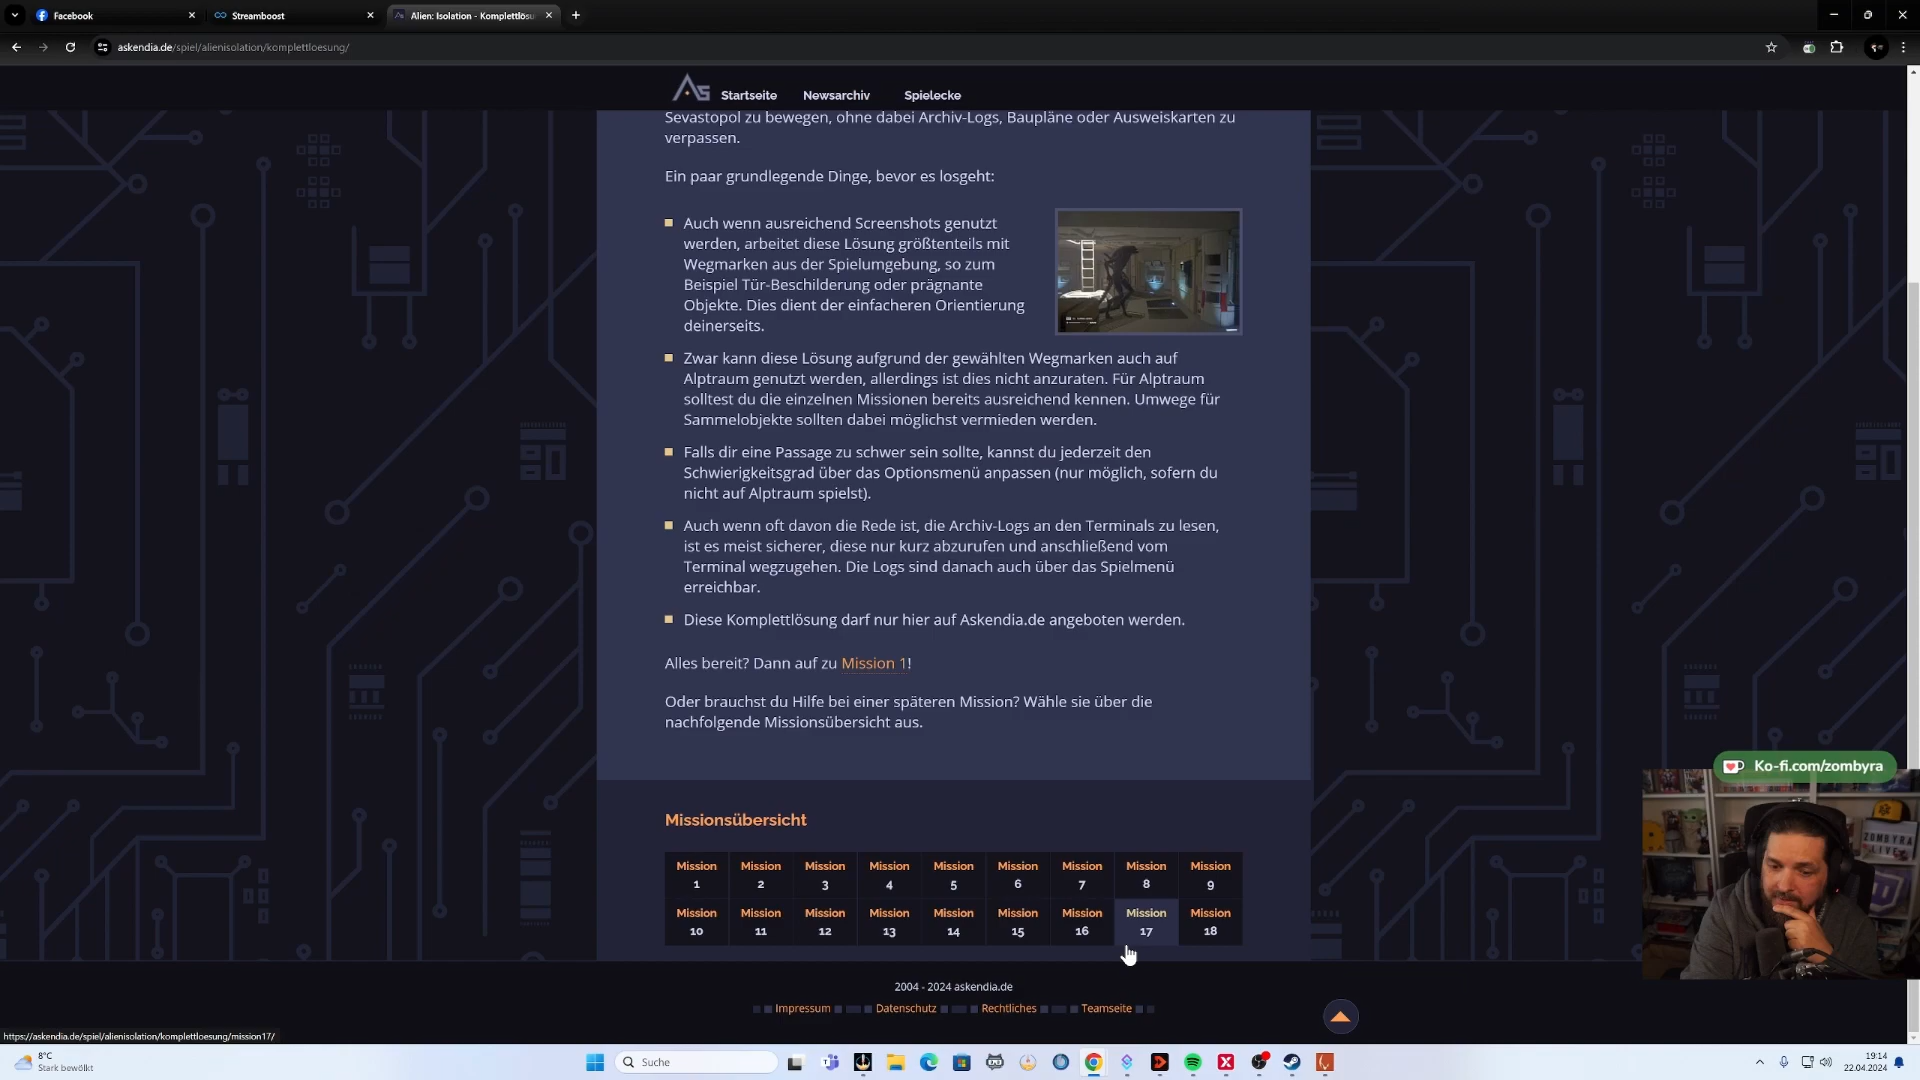 Facebook
Streamboost
Alien: Isolation - Komplettlösu
askendia.de/spiel/alienisolation/komplettloesung/
Startseite Newsarchiv Spielecke
Sevastopol zu bewegen, ohne dabei Archiv-Logs, Baupläne oder Ausweiskarten zu
verpassen.
Ein paar grundlegende Dinge, bevor es losgeht:
Auch wenn ausreichend Screenshots genutzt
werden, arbeitet diese Lösung größtenteils mit
Wegmarken aus der Spielumgebung, so zum
Beispiel Tür-Beschilderung oder prägnante
Objekte. Dies dient der einfacheren Orientierung
deinerseits.
Zwar kann diese Lösung aufgrund der gewählten Wegmarken auch auf
Alptraum genutzt werden, allerdings ist dies nicht anzuraten. Für Alptraum
solltest du die einzelnen Missionen bereits ausreichend kennen. Umwege für
Sammelobjekte sollten dabei möglichst vermieden werden.
Falls dir eine Passage zu schwer sein sollte, kannst du jederzeit den
Schwierigkeitsgrad über das Optionsmenü anpassen (nur möglich, sofern du
nicht auf Alptraum spielst).
Auch wenn oft davon die Rede ist, die Archiv-Logs an den Terminals zu lesen,
ist es meist sicherer, diese nur kurz abzurufen und anschließend vom
Terminal wegzugehen. Die Logs sind danach auch über das Spielmenü
erreichbar.
Diese Komplettlösung darf nur hier auf Askendia.de angeboten werden.
Alles bereit? Dann auf zu Mission 1!
Oder brauchst du Hilfe bei einer späteren Mission? Wähle sie über die
nachfolgende Missionsübersicht aus.
Ko-fi.com/zombyra
ZOMBYRA
LIVE
Missionsübersicht
Mission Mission Mission Mission Mission Mission Mission Mission Mission
1 2 3 4 5 6 7 8 9
Mission Mission Mission Mission Mission Mission Mission Mission Mission
10 11 12 13 14 15 16 17 18
2004 - 2024 askendia.de
Impressum Datenschutz Rechtliches Teamseite
https://askendia.de/spiel/alienisolation/komplettloesung/mission17/
8°C
Stark bewölkt
Suche
19:14
22.04.2024